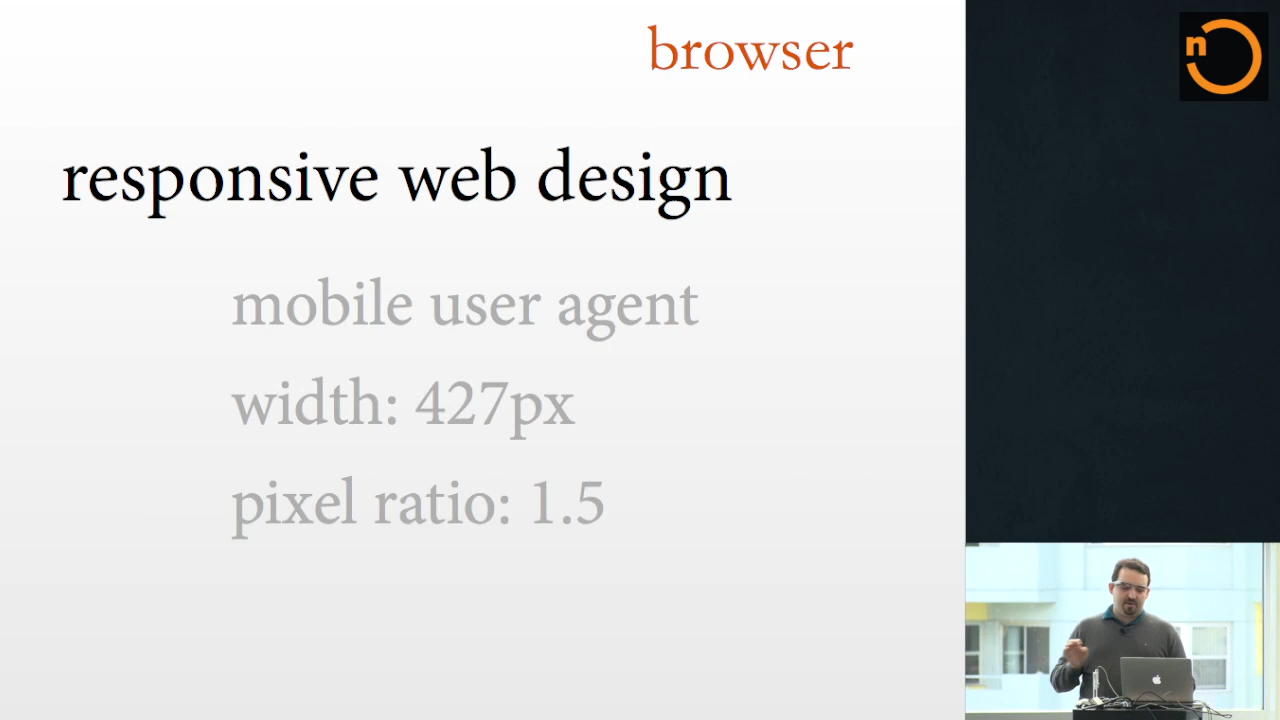 browser
n
responsive web design
mobile user agent
width: 427px
pixel ratio: 1.5